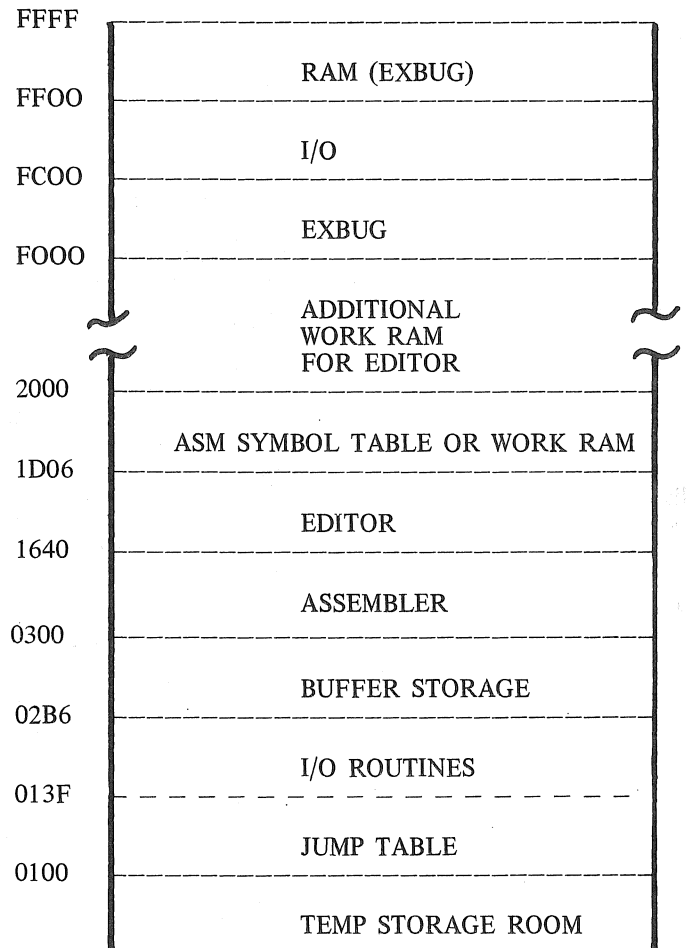 FFFF
RAM (EXBUG)
FF00
I/O
FC00
EXBUG
F000
ADDITIONAL
WORK RAM
FOR EDITOR
2000
ASM SYMBOL TABLE OR WORK RAM
1D06
EDITOR
1640
ASSEMBLER
0300
BUFFER STORAGE
02B6
I/O ROUTINES
013F
JUMP TABLE
0100
TEMP STORAGE ROOM